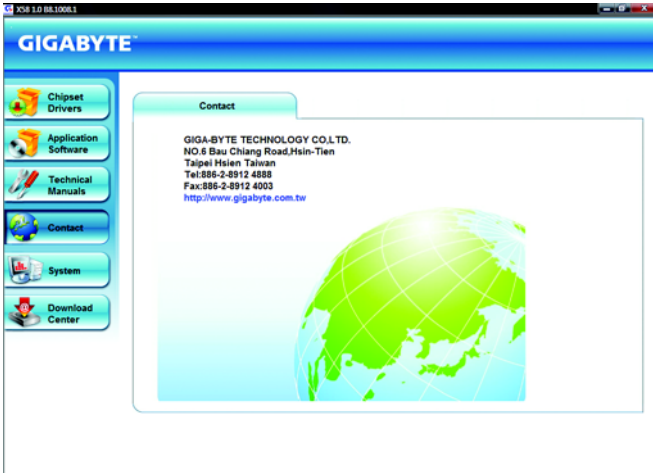 X58 1.0 B8.1008.1
GIGABYTE™
Chipset
Drivers
Application
Software
Technical
Manuals
Contact
System
Download
Center
Contact
GIGA-BYTE TECHNOLOGY CO,LTD.
NO.6 Bau Chiang Road,Hsin-Tien
Taipei Hsien Taiwan
Tel:886-2-8912 4888
Fax:886-2-8912 4003
http://www.gigabyte.com.tw